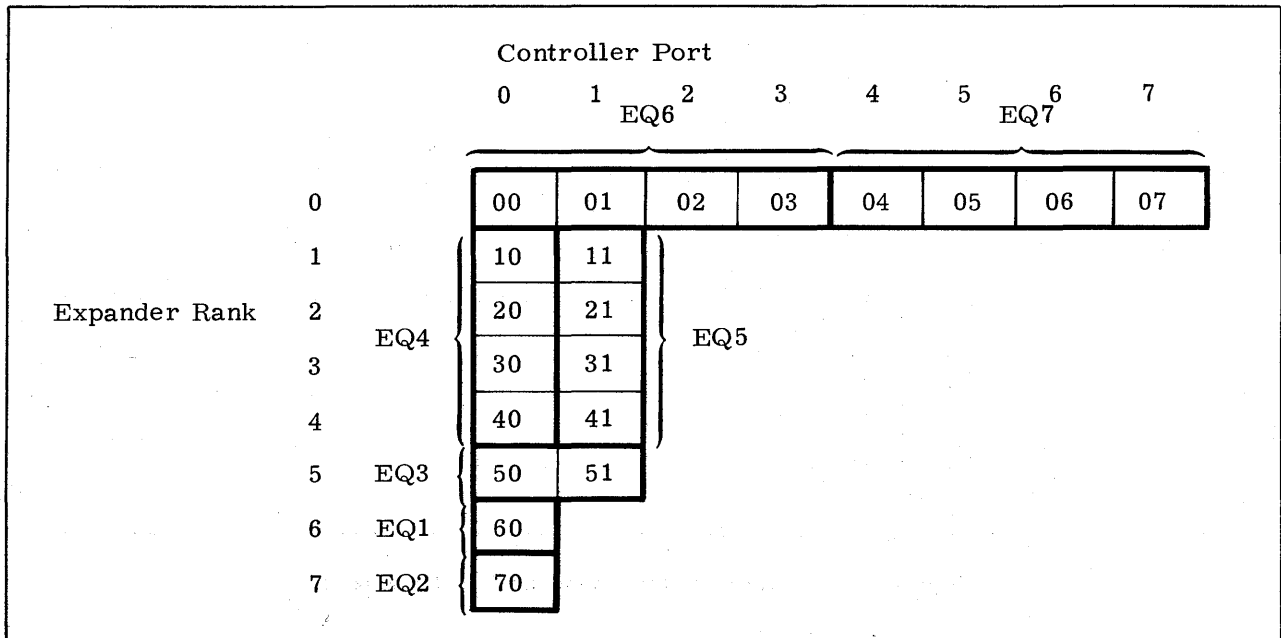 Controller Port
0 1 2 3 4 5 6 7
EQ6 EQ7
0 00 01 02 03 04 05 06 07
1 10 11
Expander Rank 2 20 21
EQ4 EQ5
3 30 31
4 40 41
5 EQ3 50 51
6 EQ1 60
7 EQ2 70